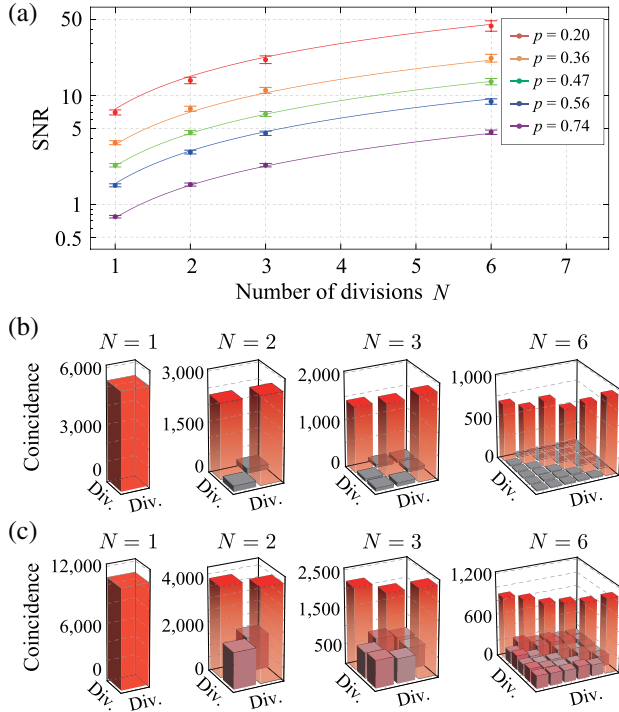 (a)
50
10
5
1
0.5
SNR
p = 0.20
p = 0.36
p = 0.47
p = 0.56
p = 0.74
1 2 3 4 5 6 7
Number of divisions N
(b)
N = 1 N = 2 N = 3 N = 6
Coincidence
6,000
3,000
0
Div. Div.
3,000
1,500
0
Div. Div.
2,000
1,000
0
Div. Div.
1,000
500
0
Div. Div.
(c)
N = 1 N = 2 N = 3 N = 6
Coincidence
12,000
6,000
0
Div. Div.
4,000
2,000
0
Div. Div.
2,500
1,500
500
Div. Div.
1,200
600
0
Div. Div.